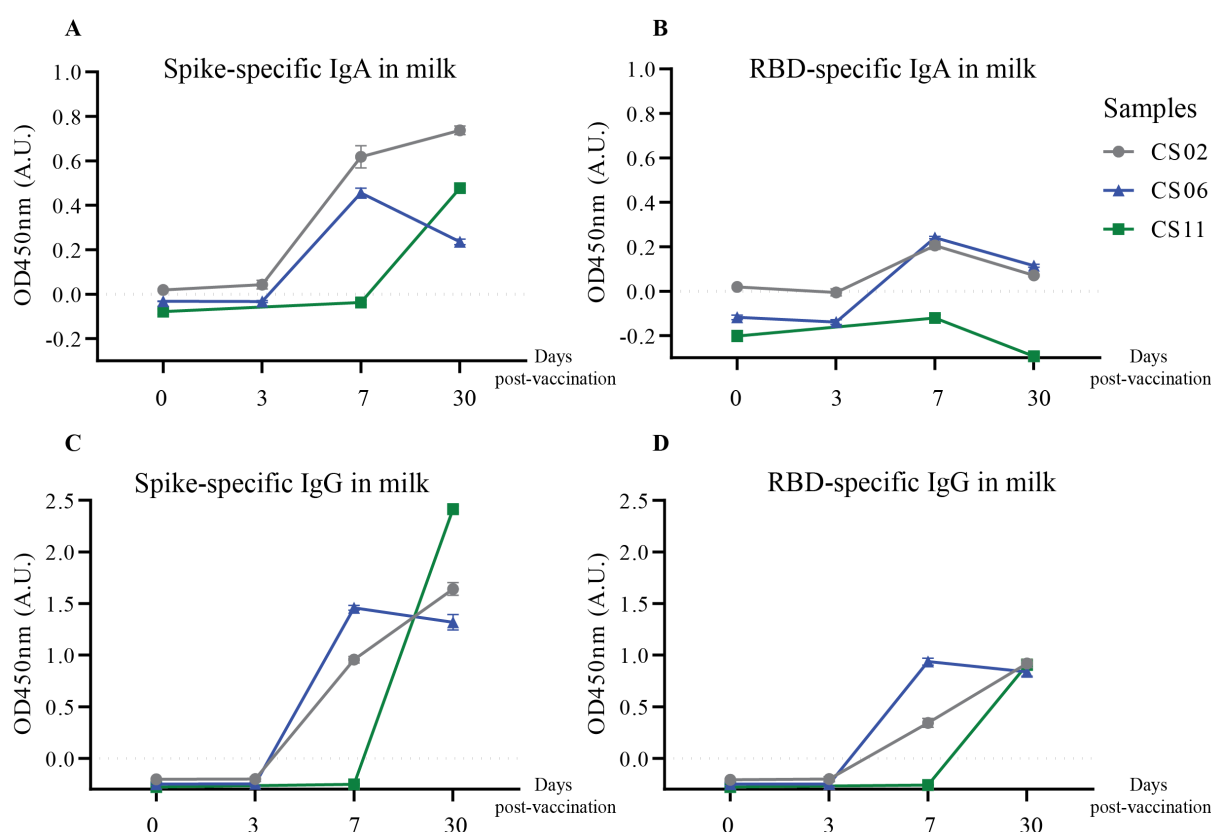 A
Spike-specific IgA in milk
OD450nm (A.U.)
1.0
0.8
0.6
0.4
0.2
0.0
-0.2
0 3 7 30
Days
post-vaccination
B
RBD-specific IgA in milk
OD450nm (A.U.)
1.0
0.8
0.6
0.4
0.2
0.0
-0.2
0 3 7 30
Days
post-vaccination
Samples
CS02
CS06
CS11
C
Spike-specific IgG in milk
OD450nm (A.U.)
2.5
2.0
1.5
1.0
0.5
0.0
0 3 7 30
Days
post-vaccination
D
RBD-specific IgG in milk
OD450nm (A.U.)
2.5
2.0
1.5
1.0
0.5
0.0
0 3 7 30
Days
post-vaccination